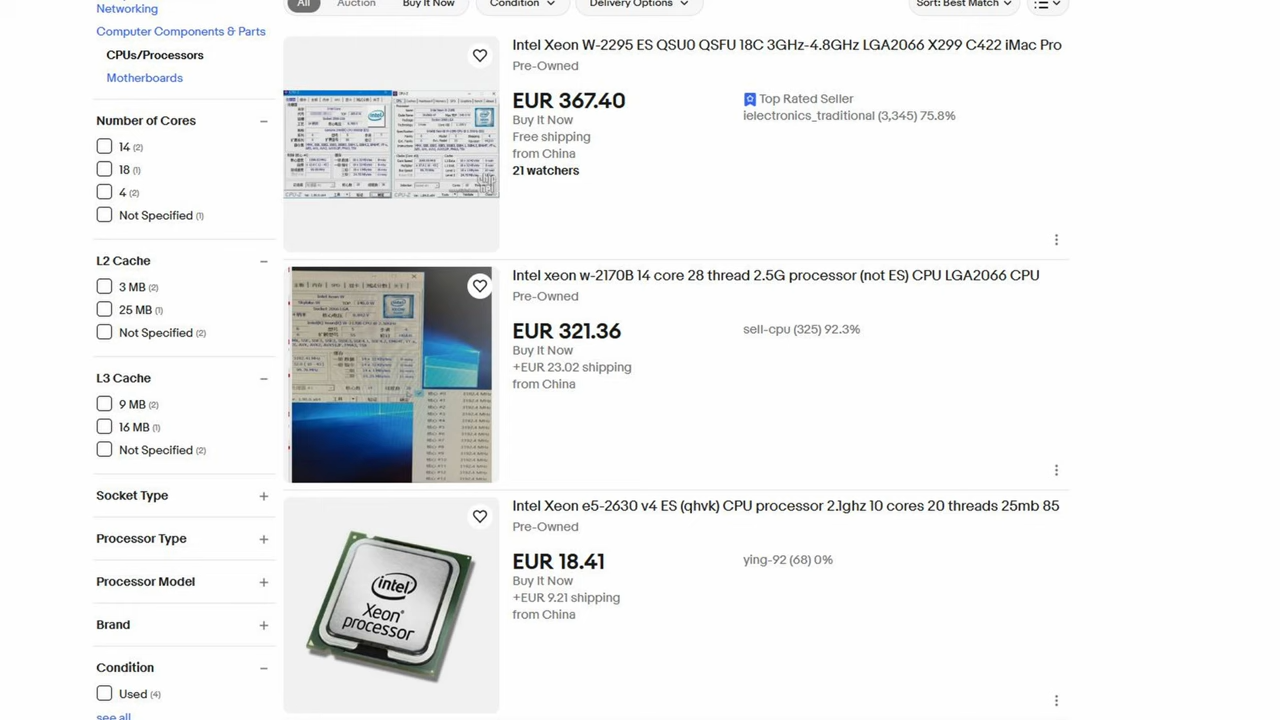 All
Auction
Buy It Now
Condition
Delivery Options
Sort: Best Match
Networking
Computer Components & Parts
CPUs/Processors
Motherboards
Number of Cores
14 (2)
18 (1)
4 (2)
Not Specified (1)
L2 Cache
3 MB (2)
25 MB (1)
Not Specified (2)
L3 Cache
9 MB (2)
16 MB (1)
Not Specified (2)
Socket Type
Processor Type
Processor Model
Brand
Condition
Used (4)
see all
Intel Xeon W-2295 ES QSU0 QSFU 18C 3GHz-4.8GHz LGA2066 X299 C422 iMac Pro
Pre-Owned
EUR 367.40
Buy It Now
Free shipping
from China
21 watchers
Top Rated Seller
ielectronics_traditional (3,345) 75.8%
Intel xeon w-2170B 14 core 28 thread 2.5G processor (not ES) CPU LGA2066 CPU
Pre-Owned
EUR 321.36
Buy It Now
+EUR 23.02 shipping
from China
sell-cpu (325) 92.3%
Intel Xeon e5-2630 v4 ES (qhvk) CPU processor 2.1ghz 10 cores 20 threads 25mb 85
Pre-Owned
EUR 18.41
Buy It Now
+EUR 9.21 shipping
from China
ying-92 (68) 0%
intel
Xeon®
processor